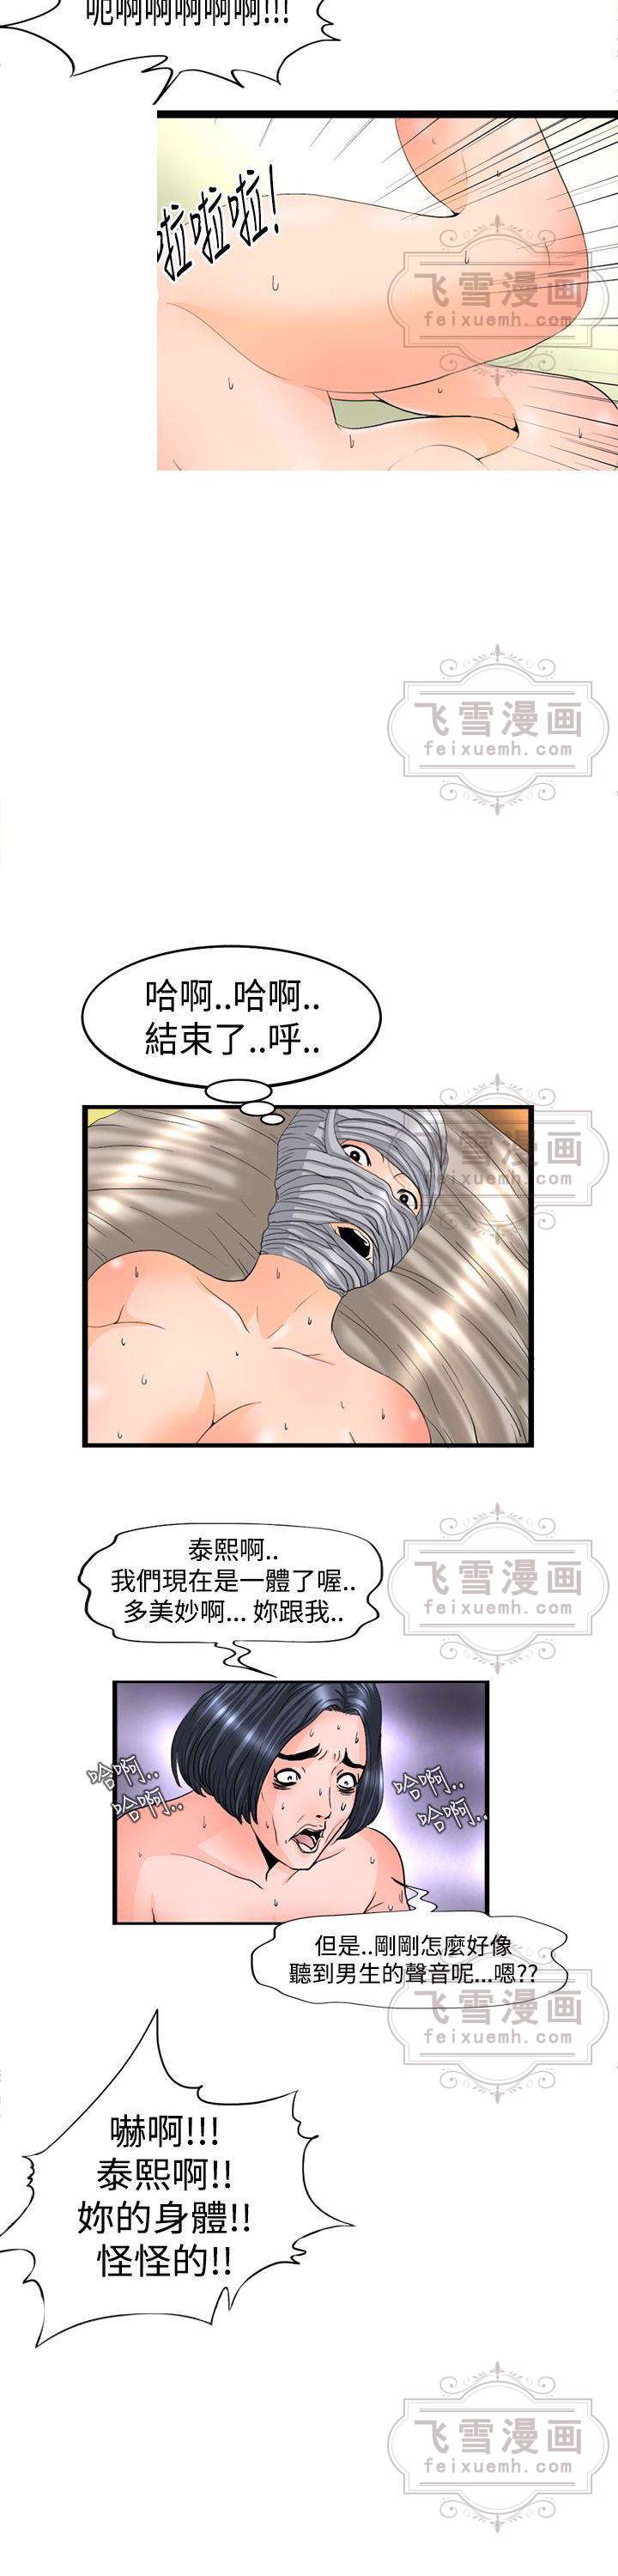 呃啊啊啊啊啊!!!
啦啦啦!
飞雪漫画
feixuemh.com
飞雪漫画
feixuemh.com
哈啊..哈啊..
結束了..呼..
飞雪漫画
feixuemh.com
泰熙啊..
我們現在是一體了喔..
多美妙啊... 妳跟我..
飞雪漫画
feixuemh.com
哈啊..
哈啊..
哈啊..
哈啊..
但是..剛剛怎麼好像
聽到男生的聲音呢...嗯??
飞雪漫画
feixuemh.com
嚇啊!!!
泰熙啊!!
妳的身體!!
怪怪的!!
飞雪漫画
feixuemh.com